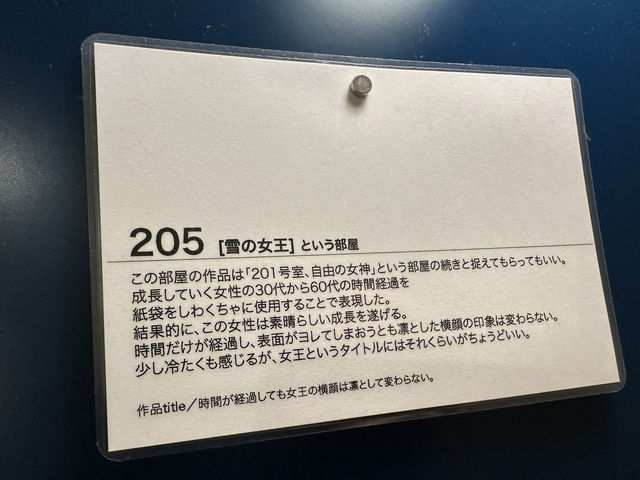 205 [雪の女王] という部屋
この部屋の作品は「201号室、自由の女神」という部屋の続きと捉えてもらってもいい。
成長していく女性の30代から60代の時間経過を
紙袋をしわくちゃに使用することで表現した。
結果的に、この女性は素晴らしい成長を遂げる。
時間だけが経過し、表面がヨレてしまおうとも凛とした横顔の印象は変わらない。
少し冷たくも感じるが、女王というタイトルにはそれくらいがちょうどいい。
作品title／時間が経過しても女王の横顔は凛として変わらない。